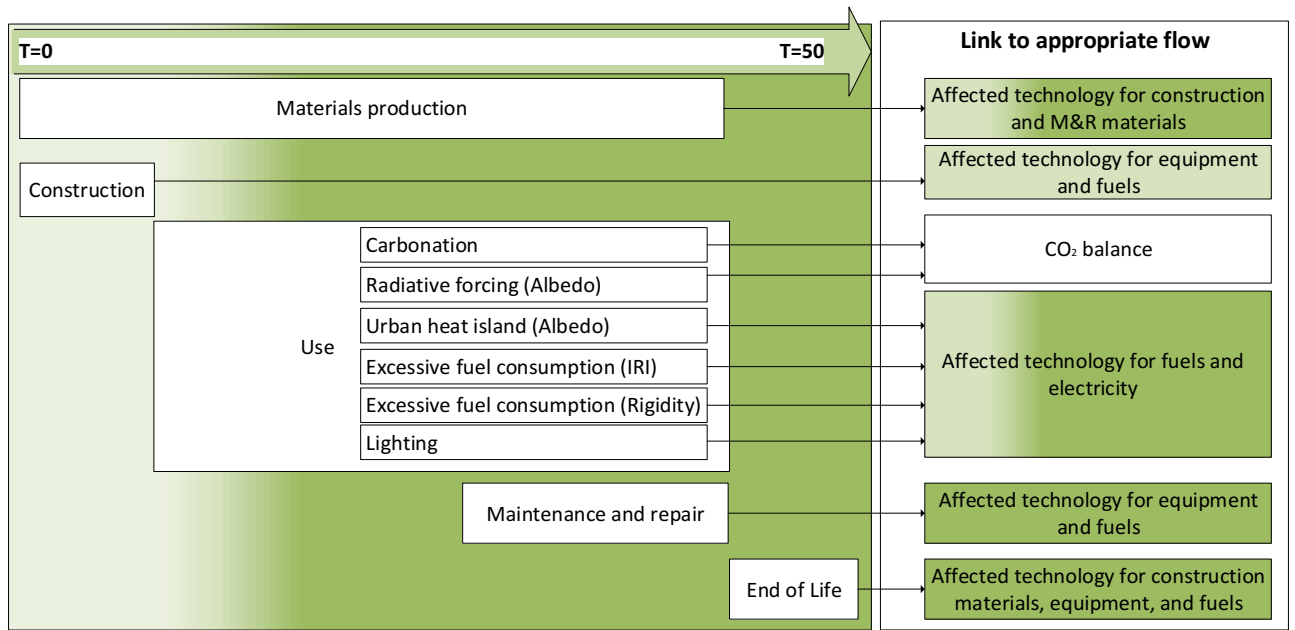 T=0
T=50
Link to appropriate flow
Materials production
Affected technology for construction
and M&R materials
Construction
Affected technology for equipment
and fuels
Use
Carbonation
Radiative forcing (Albedo)
CO₂ balance
Urban heat island (Albedo)
Excessive fuel consumption (IRI)
Excessive fuel consumption (Rigidity)
Lighting
Affected technology for fuels and
electricity
Maintenance and repair
Affected technology for equipment
and fuels
End of Life
Affected technology for construction
materials, equipment, and fuels